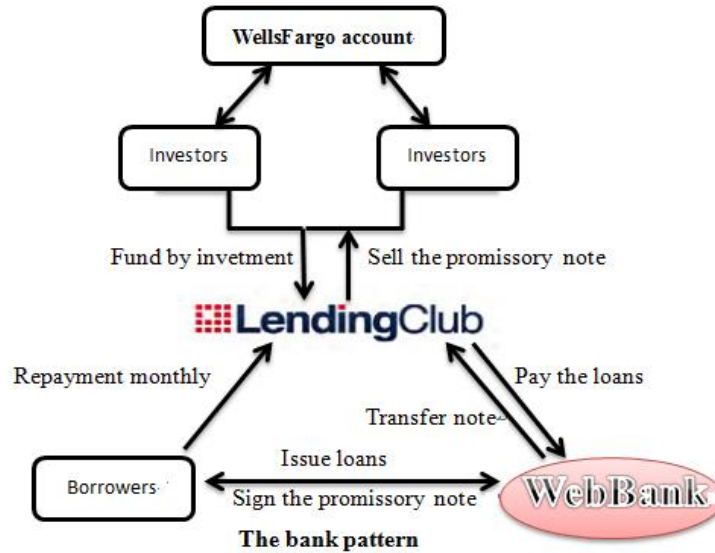 WellsFargo account
Investors
Investors
Fund by invetment
Sell the promissory note
LendingClub
Repayment monthly
Pay the loans
Transfer note
Issue loans
Borrowers
WebBank
Sign the promissory note
The bank pattern